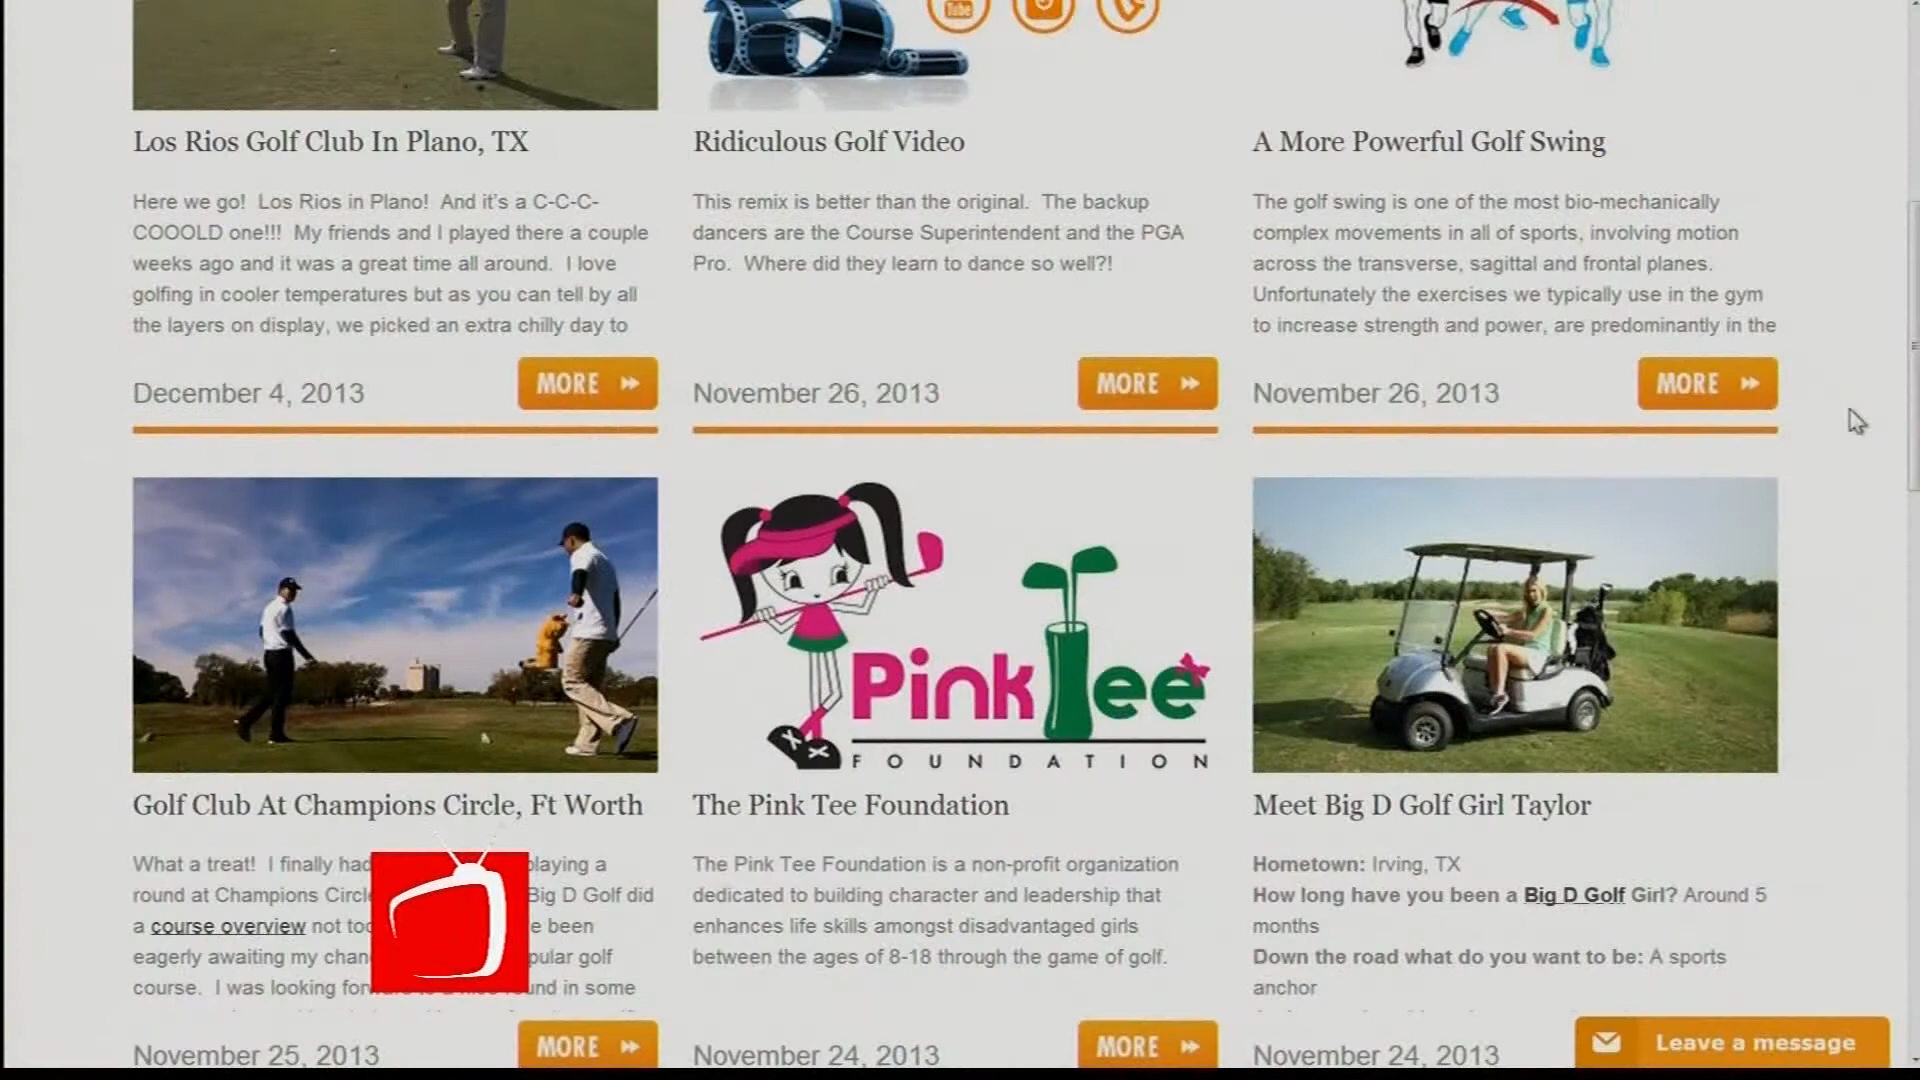 You
Tube
Los Rios Golf Club In Plano, TX
Here we go! Los Rios in Plano! And it's a C-C-C-
COOOLD one!!! My friends and I played there a couple
weeks ago and it was a great time all around. I love
golfing in cooler temperatures but as you can tell by all
the layers on display, we picked an extra chilly day to
December 4, 2013
MORE
Ridiculous Golf Video
This remix is better than the original. The backup
dancers are the Course Superintendent and the PGA
Pro. Where did they learn to dance so well?!
November 26, 2013
MORE
A More Powerful Golf Swing
The golf swing is one of the most bio-mechanically
complex movements in all of sports, involving motion
across the transverse, sagittal and frontal planes.
Unfortunately the exercises we typically use in the gym
to increase strength and power, are predominantly in the
November 26, 2013
MORE
Golf Club At Champions Circle, Ft Worth
What a treat! I finally had playing a
round at Champions Circle Big D Golf did
a course overview not too been
eagerly awaiting my
course. I was looking in some
November 25, 2013
MORE
PinkTee
FOUNDATION
The Pink Tee Foundation
The Pink Tee Foundation is a non-profit organization
dedicated to building character and leadership that
enhances life skills amongst disadvantaged girls
between the ages of 8-18 through the game of golf.
November 24, 2013
MORE
Meet Big D Golf Girl Taylor
Hometown: Irving, TX
How long have you been a Big D Golf Girl? Around 5
months
Down the road what do you want to be: A sports
anchor
November 24, 2013
Leave a message